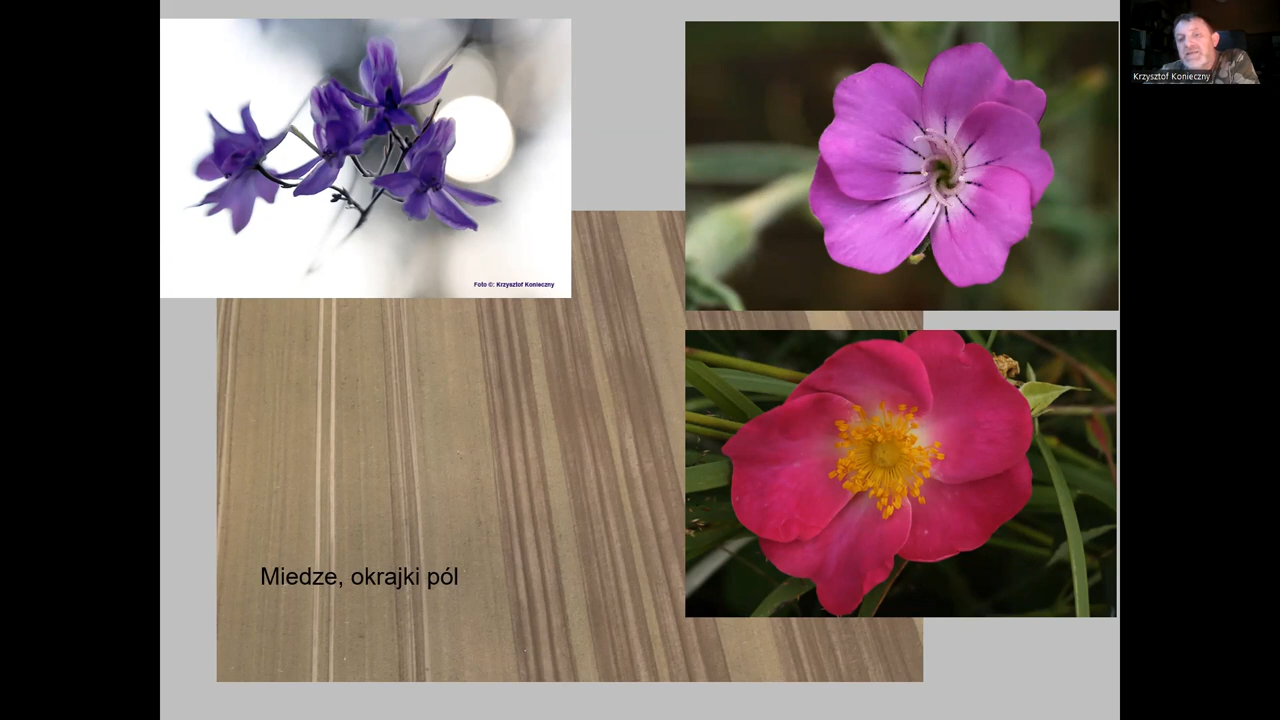 Krzysztof Konieczny
Foto ©: Krzysztof Konieczny
Miedze, okrajki pól